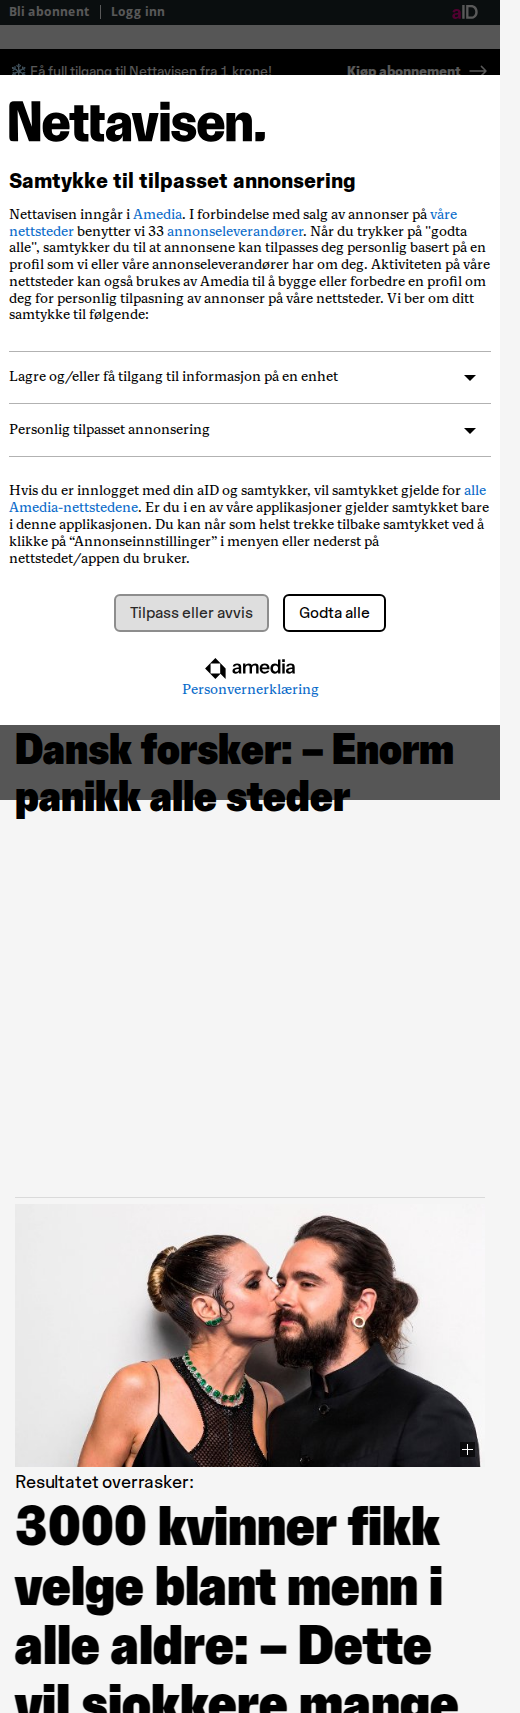 Bli abonnent | Logg inn
aID
Få full tilgang til Nettavisen fra 1 krone!
Kjøp abonnement
Nettavisen.
Samtykke til tilpasset annonsering
Nettavisen inngår i Amedia. I forbindelse med salg av annonser på våre
nettsteder benytter vi 33 annonseleverandører. Når du trykker på "godta
alle", samtykker du til at annonsene kan tilpasses deg personlig basert på en
profil som vi eller våre annonseleverandører har om deg. Aktiviteten på våre
nettsteder kan også brukes av Amedia til å bygge eller forbedre en profil om
deg for personlig tilpasning av annonser på våre nettsteder. Vi ber om ditt
samtykke til følgende:
Lagre og/eller få tilgang til informasjon på en enhet
Personlig tilpasset annonsering
Hvis du er innlogget med din aID og samtykker, vil samtykket gjelde for alle
Amedia-nettstedene. Er du i en av våre applikasjoner gjelder samtykket bare
i denne applikasjonen. Du kan når som helst trekke tilbake samtykket ved å
klikke på “Annonseinnstillinger” i menyen eller nederst på
nettstedet/appen du bruker.
Tilpass eller avvis
Godta alle
amedia
Personvernerklæring
Dansk forsker: – Enorm
panikk alle steder
Resultatet overrasker:
3000 kvinner fikk
velge blant menn i
alle aldre: – Dette
vil sjokkere mange